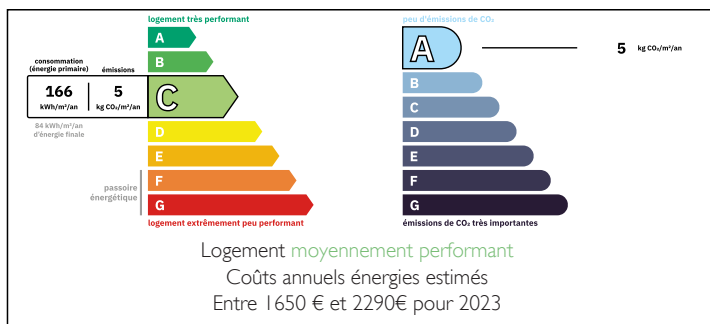 logement très performant
A
B
consommation
(énergie primaire)
émissions
166
kWh/m²/an
5
kg CO₂/m²/an
C
84 kWh/m²/an
d'énergie finale
D
E
passoire
énergétique
F
G
logement extrêmement peu performant
peu d'émissions de CO₂
A
5 kg CO₂/m²/an
B
C
D
E
F
G
émissions de CO₂ très importantes
Logement moyennement performant
Coûts annuels énergies estimés
Entre 1650 € et 2290€ pour 2023